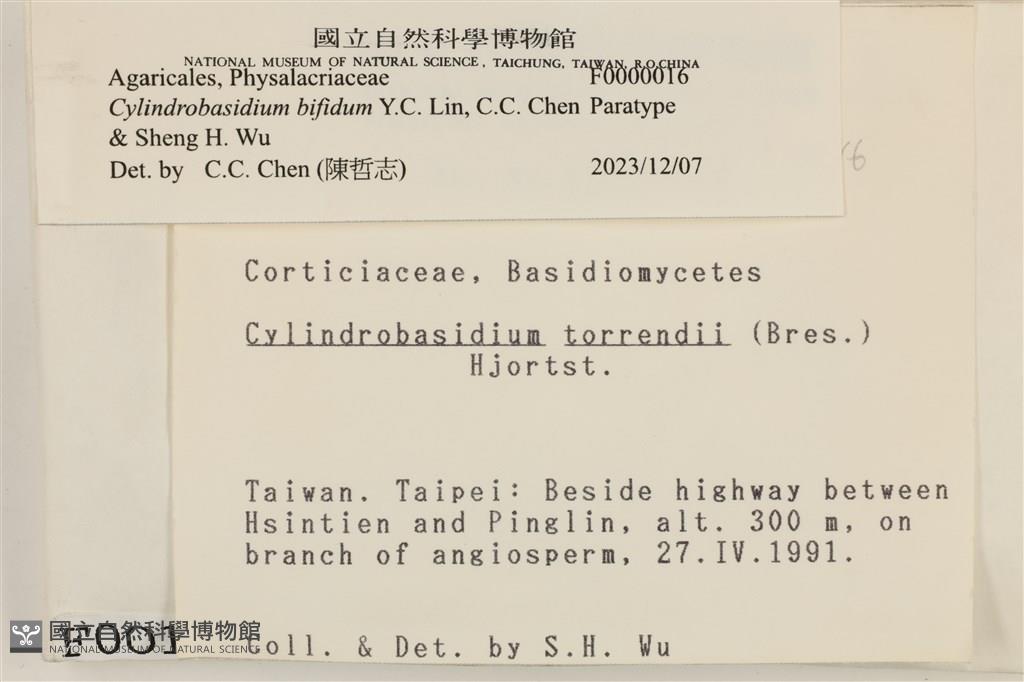 國立自然科學博物館
NATIONAL MUSEUM OF NATURAL SCIENCE, TAICHUNG, TAIWAN, R.O.CHINA
Agaricales, Physalacriaceae F0000016
Cylindrobasidium bifidum Y.C. Lin, C.C. Chen Paratype
& Sheng H. Wu
Det. by C.C. Chen (陳哲志) 2023/12/07
Corticiaceae, Basidiomycetes
Cylindrobasidium torrendii (Bres.)
Hjortst.
Taiwan. Taipei: Beside highway between
Hsintien and Pinglin, alt. 300 m, on
branch of angiosperm, 27.IV.1991.
Coll. & Det. by S.H. Wu
國立自然科學博物館
NATIONAL MUSEUM OF NATURAL SCIENCE
F001